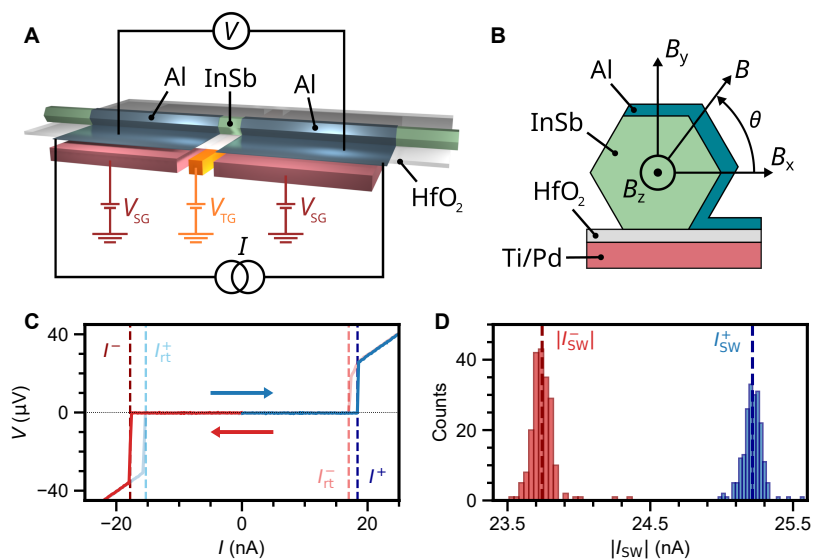 A
V
Al
InSb
Al
HfO₂
V_SG
V_TG
V_SG
I
B
B_y
B
Al
InSb
θ
B_x
B_z
HfO₂
Ti/Pd
C
40
0
−40
V (μV)
I⁻
I_rt⁺
I_rt⁻
I⁺
−20
0
20
I (nA)
D
40
20
0
Counts
|I_SW⁻|
I_SW⁺
23.5
24.5
25.5
|I_SW| (nA)